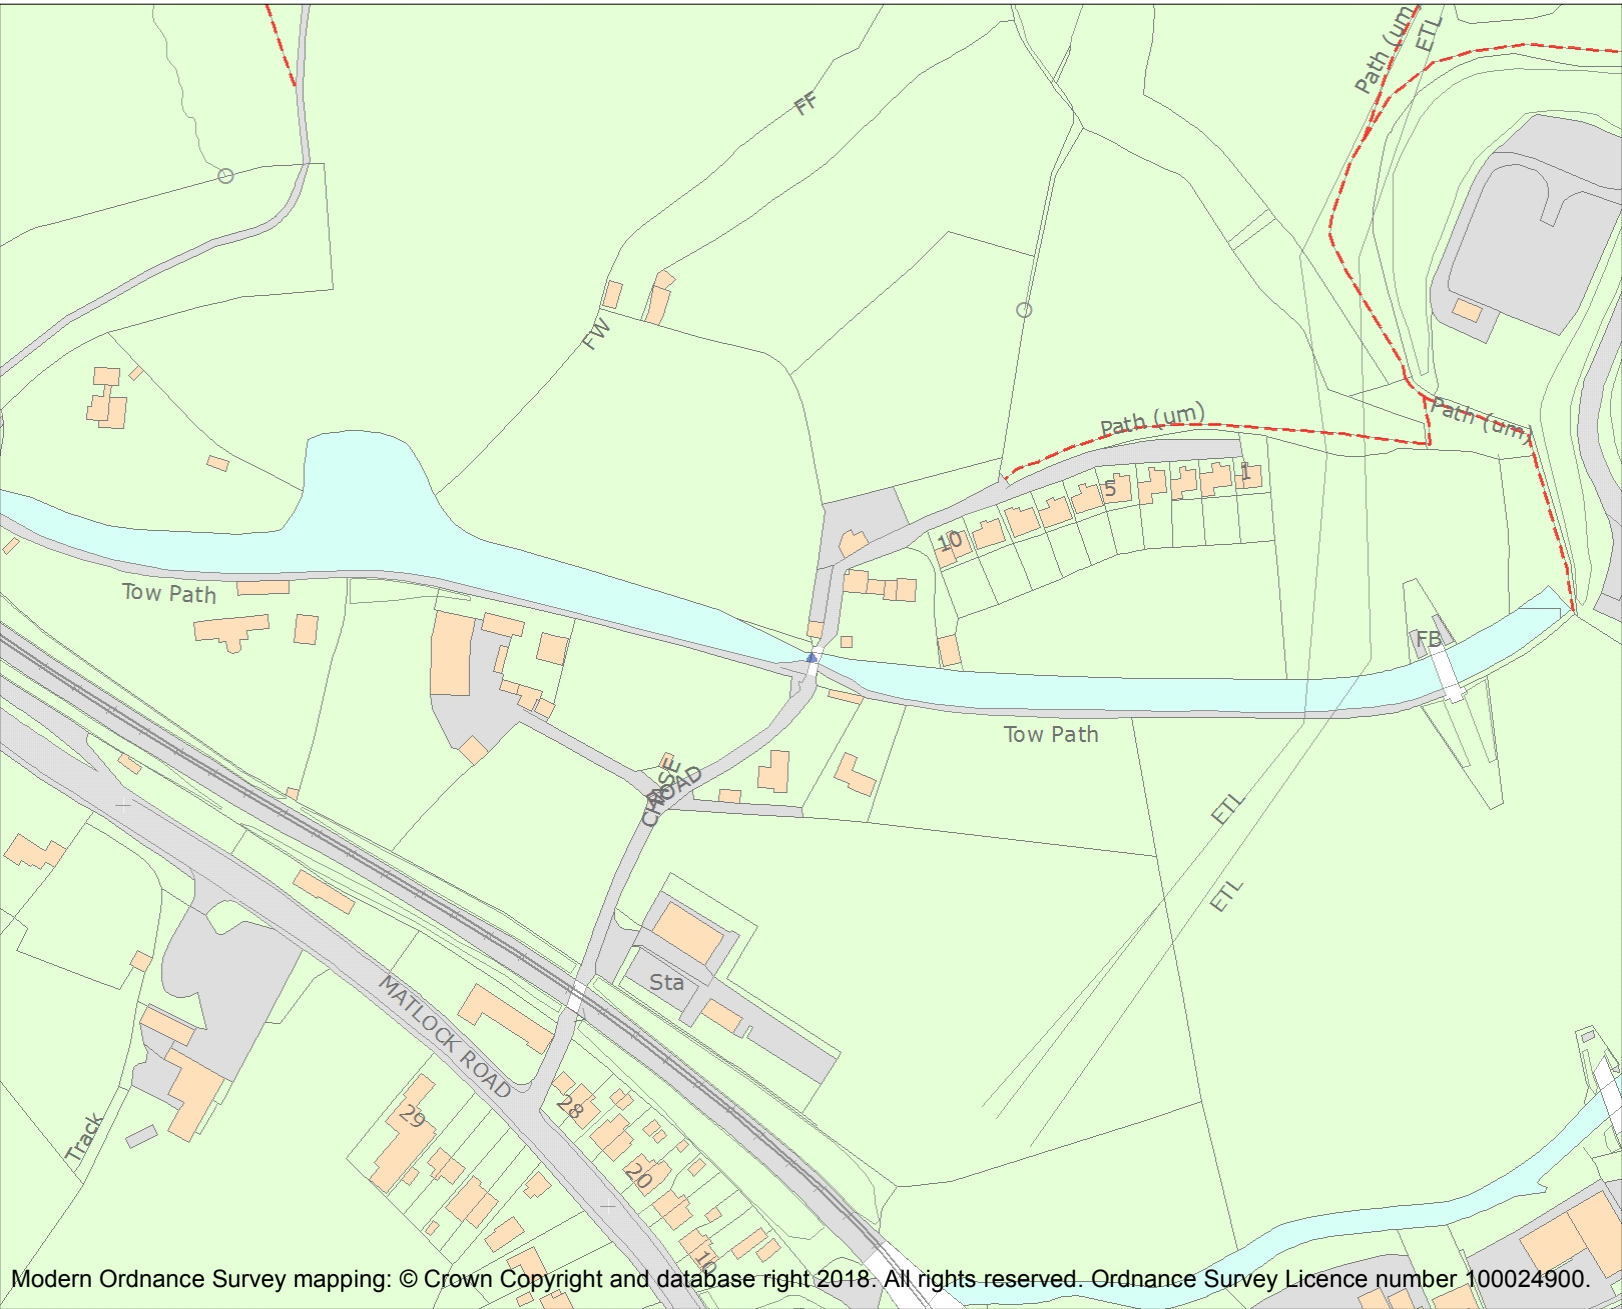 Path (um)
ETL
FF
FW
Path (um)
Path (um)
1
5
10
Tow Path
FB
Tow Path
CHASE
ROAD
ETL
ETL
Sta
MATLOCK ROAD
28
29
Track
20
10
Modern Ordnance Survey mapping: © Crown Copyright and database right 2018. All rights reserved. Ordnance Survey Licence number 100024900.